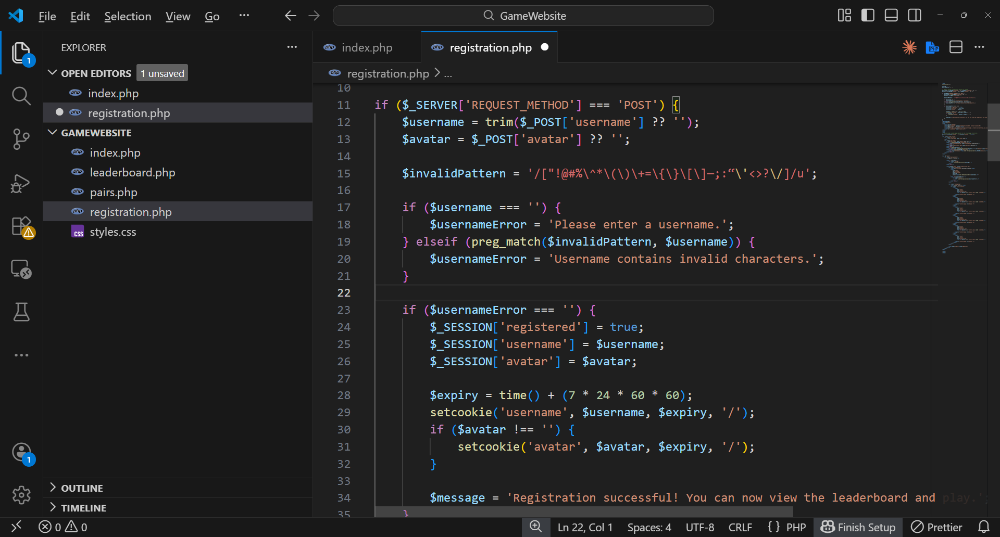 File Edit Selection View Go ···
GameWebsite
EXPLORER
OPEN EDITORS 1 unsaved
index.php
registration.php
GAMEWEBSITE
index.php
leaderboard.php
pairs.php
registration.php
styles.css
OUTLINE
TIMELINE
index.php
registration.php
registration.php > ...
10
11 if ($_SERVER['REQUEST_METHOD'] === 'POST') {
12 $username = trim($_POST['username'] ?? '');
13 $avatar = $_POST['avatar'] ?? '';
14
15 $invalidPattern = '/["!@#%\^*\(\)\+=\{\}\[\]—;:“\'<>?\/]/u';
16
17 if ($username === '') {
18 $usernameError = 'Please enter a username.';
19 } elseif (preg_match($invalidPattern, $username)) {
20 $usernameError = 'Username contains invalid characters.';
21 }
22
23 if ($usernameError === '') {
24 $_SESSION['registered'] = true;
25 $_SESSION['username'] = $username;
26 $_SESSION['avatar'] = $avatar;
27
28 $expiry = time() + (7 * 24 * 60 * 60);
29 setcookie('username', $username, $expiry, '/');
30 if ($avatar !== '') {
31 setcookie('avatar', $avatar, $expiry, '/');
32 }
33
34 $message = 'Registration successful! You can now view the leaderboard and play.';
35 }
0 0
Ln 22, Col 1 Spaces: 4 UTF-8 CRLF { } PHP Finish Setup Prettier